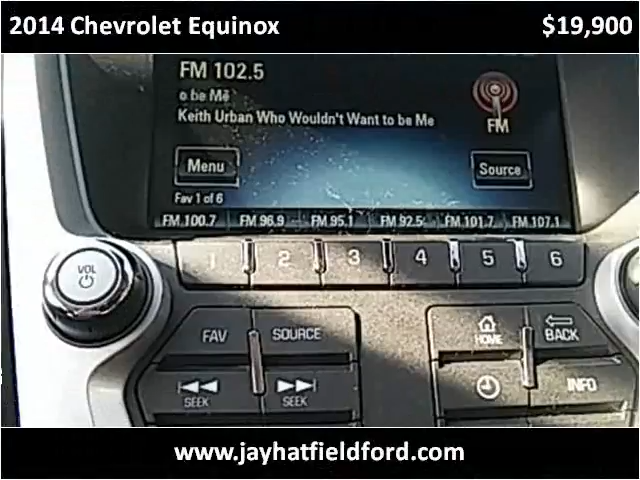 2014 Chevrolet Equinox $19,900
FM 102.5
o be Me
Keith Urban Who Wouldn't Want to be Me
FM
Menu Source
Fav 1 of 6
FM 100.7 FM 96.9 FM 95.1 FM 92.5 FM 101.7 FM 107.1
1 2 3 4 5 6
VOL
FAV SOURCE HOME BACK
SEEK SEEK INFO
www.jayhatfieldford.com